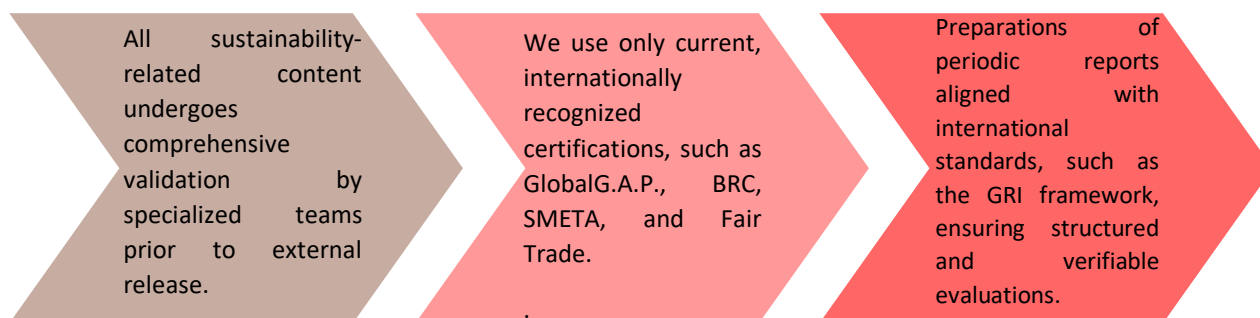 All sustainability-
related content
undergoes
comprehensive
validation by
specialized teams
prior to external
release.
We use only current,
internationally
recognized
certifications, such as
GlobalG.A.P., BRC,
SMETA, and Fair
Trade.
.
Preparations of
periodic reports
aligned with
international
standards, such as
the GRI framework,
ensuring structured
and verifiable
evaluations.